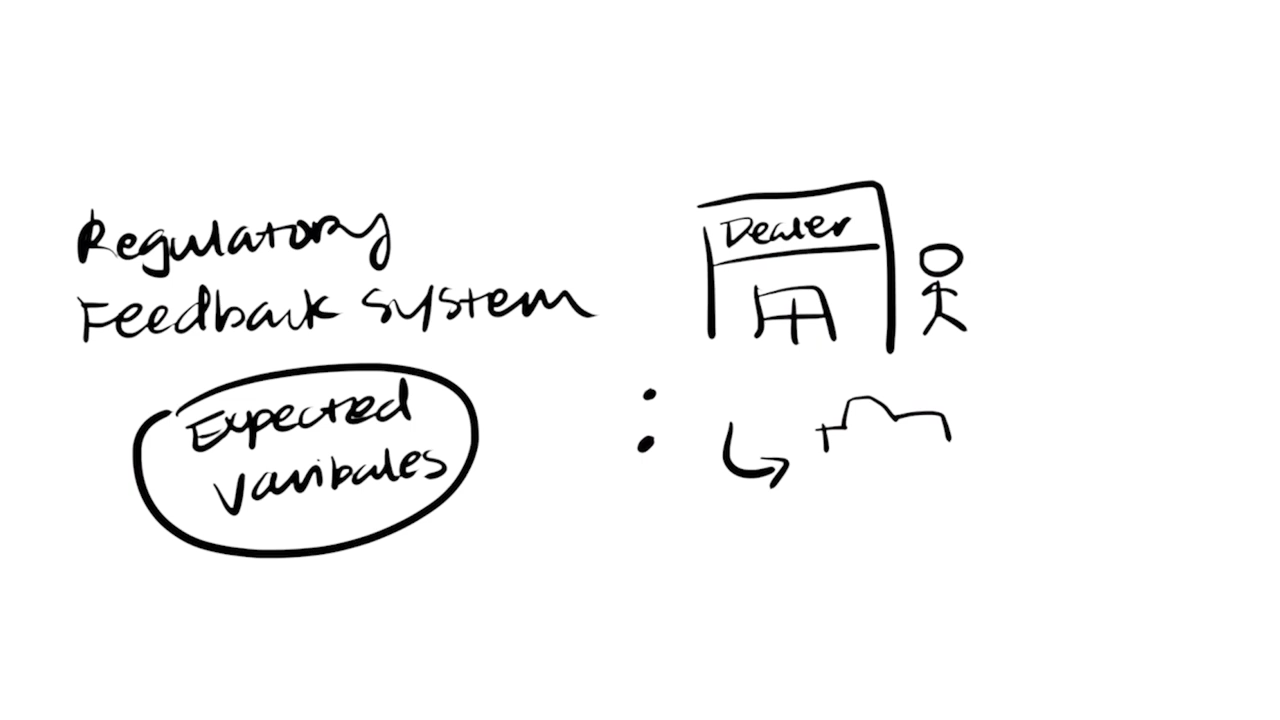 Regulatory
Feedback system
Expected
varibales
:
Dealer